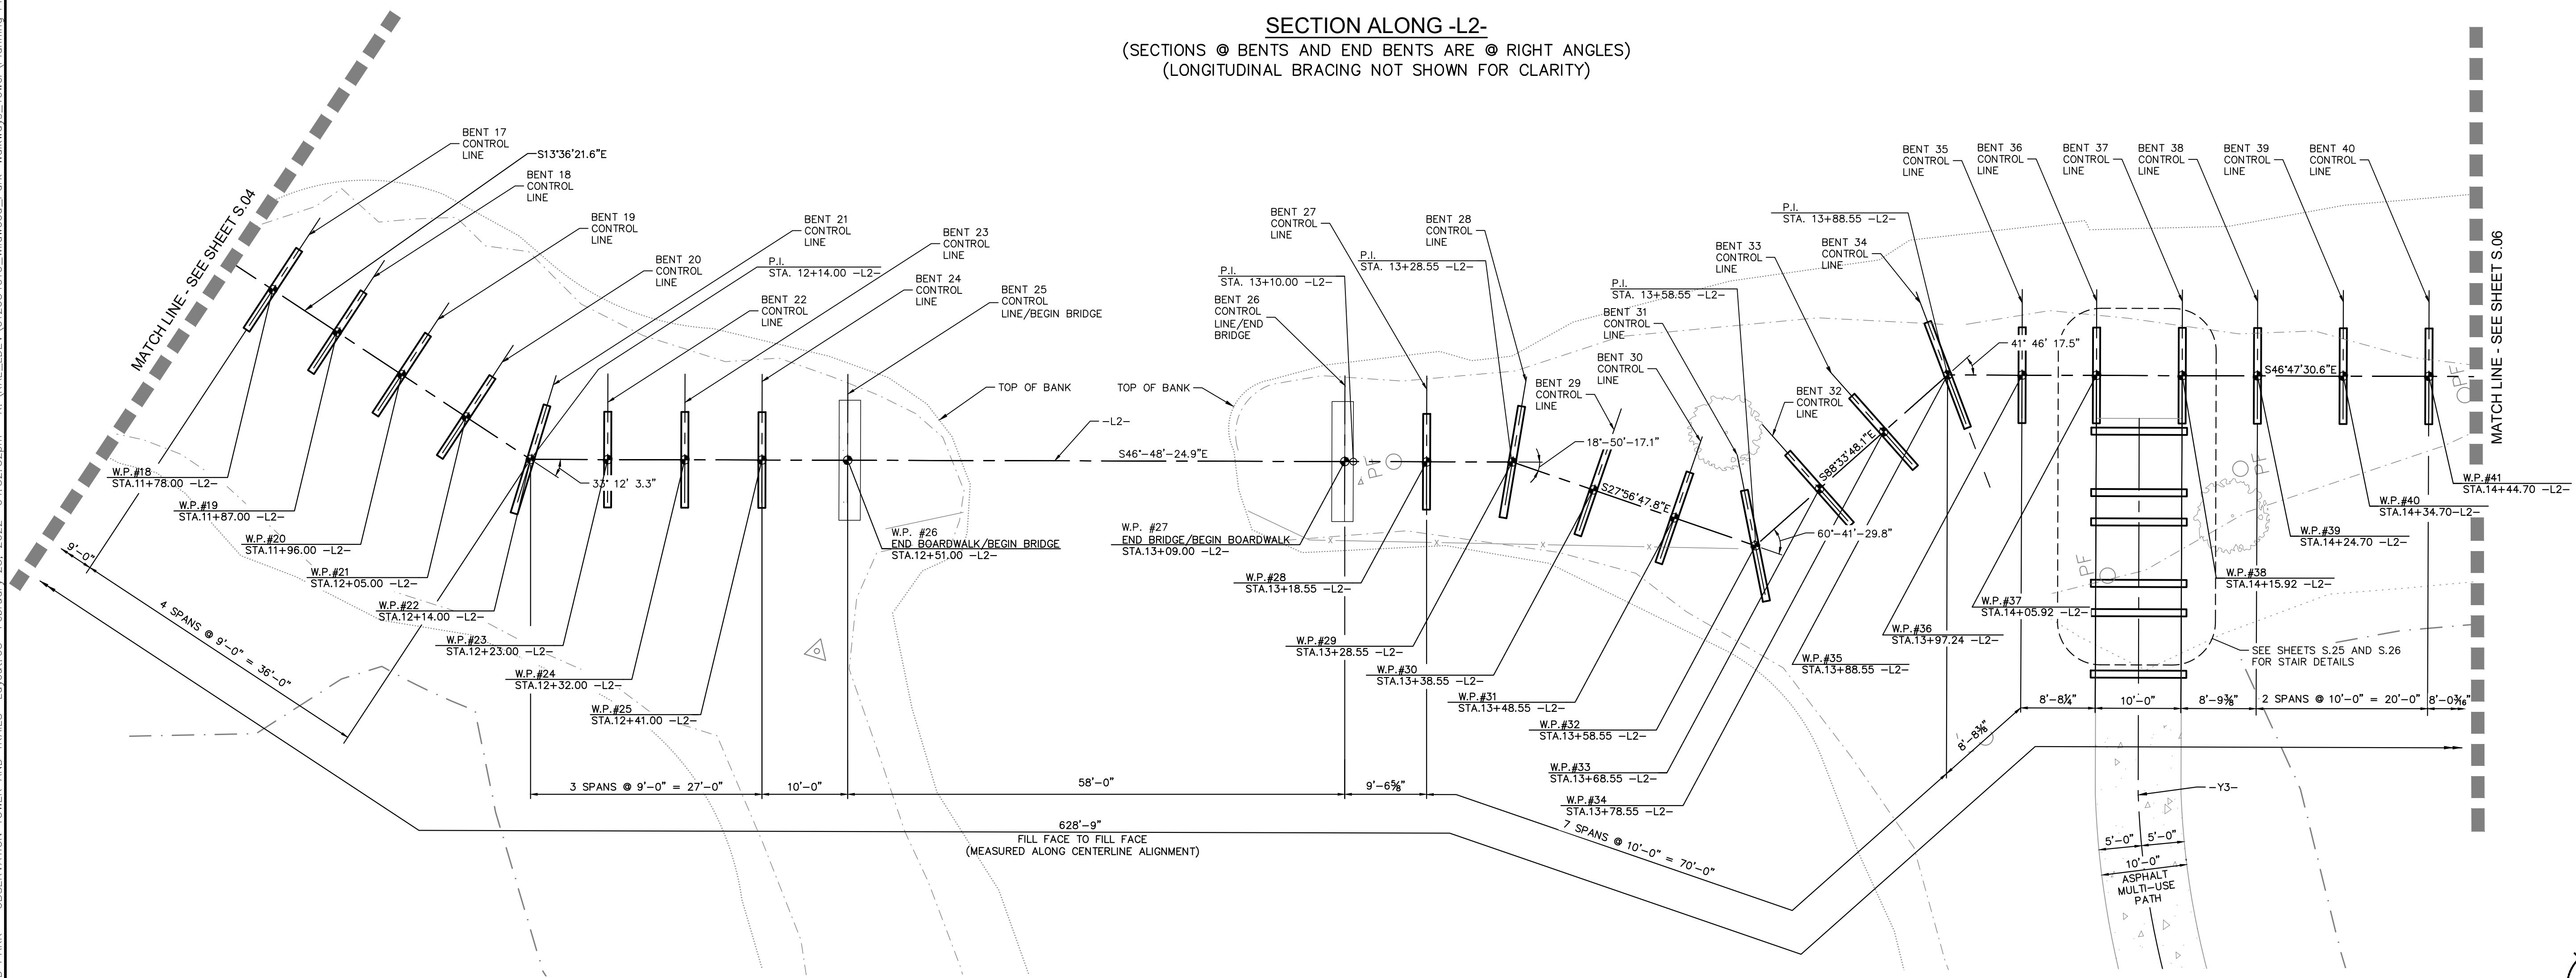 SECTION ALONG -L2-
(SECTIONS @ BENTS AND END BENTS ARE @ RIGHT ANGLES)
(LONGITUDINAL BRACING NOT SHOWN FOR CLARITY)
MATCH LINE - SEE SHEET S.04
BENT 17
CONTROL
LINE
S13°36'21.6"E
BENT 18
CONTROL
LINE
BENT 19
CONTROL
LINE
BENT 20
CONTROL
LINE
BENT 21
CONTROL
LINE
P.I.
STA. 12+14.00 -L2-
BENT 22
CONTROL
LINE
BENT 23
CONTROL
LINE
BENT 24
CONTROL
LINE
BENT 25
CONTROL
LINE/BEGIN BRIDGE
TOP OF BANK
TOP OF BANK
-L2-
S46°-48'-24.9"E
P.I.
STA. 13+10.00 -L2-
BENT 26
CONTROL
LINE/END
BRIDGE
BENT 27
CONTROL
LINE
BENT 28
CONTROL
LINE
P.I.
STA. 13+28.55 -L2-
BENT 29
CONTROL
LINE
18°-50'-17.1"
S27°56'47.8"E
BENT 30
CONTROL
LINE
BENT 31
CONTROL
LINE
P.I.
STA. 13+58.55 -L2-
BENT 32
CONTROL
LINE
BENT 33
CONTROL
LINE
BENT 34
CONTROL
LINE
P.I.
STA. 13+88.55 -L2-
S88°33'48.1"E
60°-41'-29.8"
41° 46' 17.5"
BENT 35
CONTROL
LINE
BENT 36
CONTROL
LINE
BENT 37
CONTROL
LINE
BENT 38
CONTROL
LINE
BENT 39
CONTROL
LINE
BENT 40
CONTROL
LINE
S46°47'30.6"E
MATCH LINE - SEE SHEET S.06
33° 12' 3.3"
PF
PF
PF
PF
W.P.#18
STA.11+78.00 -L2-
W.P.#19
STA.11+87.00 -L2-
W.P.#20
STA.11+96.00 -L2-
W.P.#21
STA.12+05.00 -L2-
W.P.#22
STA.12+14.00 -L2-
W.P.#23
STA.12+23.00 -L2-
W.P.#24
STA.12+32.00 -L2-
W.P.#25
STA.12+41.00 -L2-
W.P. #26
END BOARDWALK/BEGIN BRIDGE
STA.12+51.00 -L2-
W.P. #27
END BRIDGE/BEGIN BOARDWALK
STA.13+09.00 -L2-
W.P.#28
STA.13+18.55 -L2-
W.P.#29
STA.13+28.55 -L2-
W.P.#30
STA.13+38.55 -L2-
W.P.#31
STA.13+48.55 -L2-
W.P.#32
STA.13+58.55 -L2-
W.P.#33
STA.13+68.55 -L2-
W.P.#34
STA.13+78.55 -L2-
W.P.#35
STA.13+88.55 -L2-
W.P.#36
STA.13+97.24 -L2-
W.P.#37
STA.14+05.92 -L2-
W.P.#38
STA.14+15.92 -L2-
W.P.#39
STA.14+24.70 -L2-
W.P.#40
STA.14+34.70-L2-
W.P.#41
STA.14+44.70 -L2-
SEE SHEETS S.25 AND S.26
FOR STAIR DETAILS
9'-0"
4 SPANS @ 9'-0" = 36'-0"
3 SPANS @ 9'-0" = 27'-0"
10'-0"
58'-0"
9'-6⅝"
7 SPANS @ 10'-0" = 70'-0"
8'-8⅜"
8'-8¼"
10'-0"
8'-9⅜"
2 SPANS @ 10'-0" = 20'-0"
8'-0³⁄₁₆"
628'-9"
FILL FACE TO FILL FACE
(MEASURED ALONG CENTERLINE ALIGNMENT)
-Y3-
5'-0"
5'-0"
10'-0"
ASPHALT
MULTI-USE
PATH